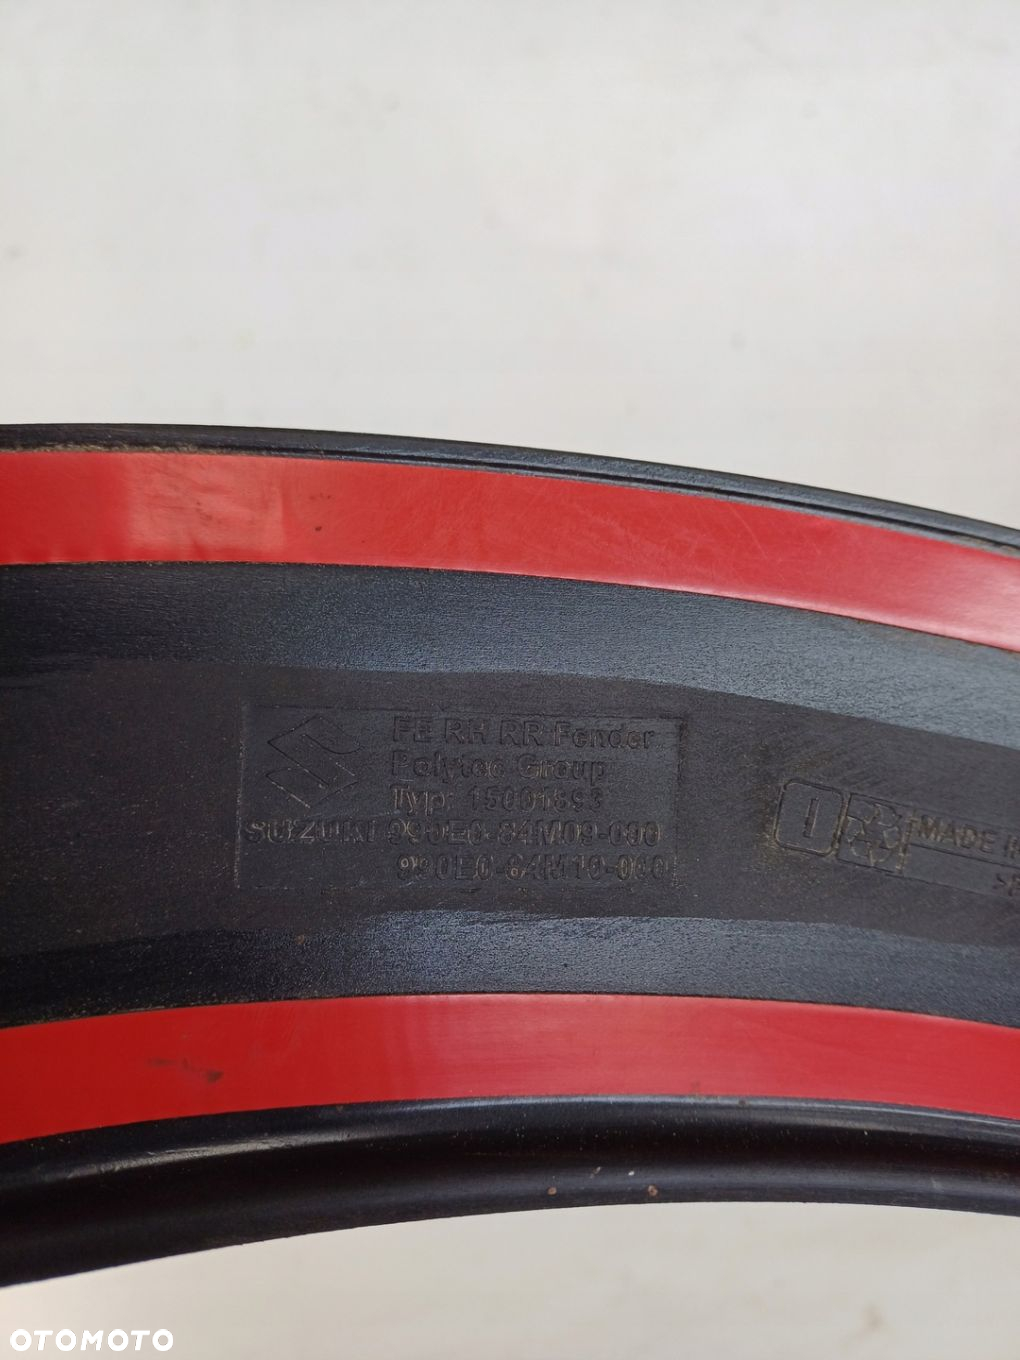 FE RH RR Fender
Polytec Group
Typ: 15001893
SUZUKI 990E0-84M09-000
990E0-84M10-000
MADE
OTOMOTO